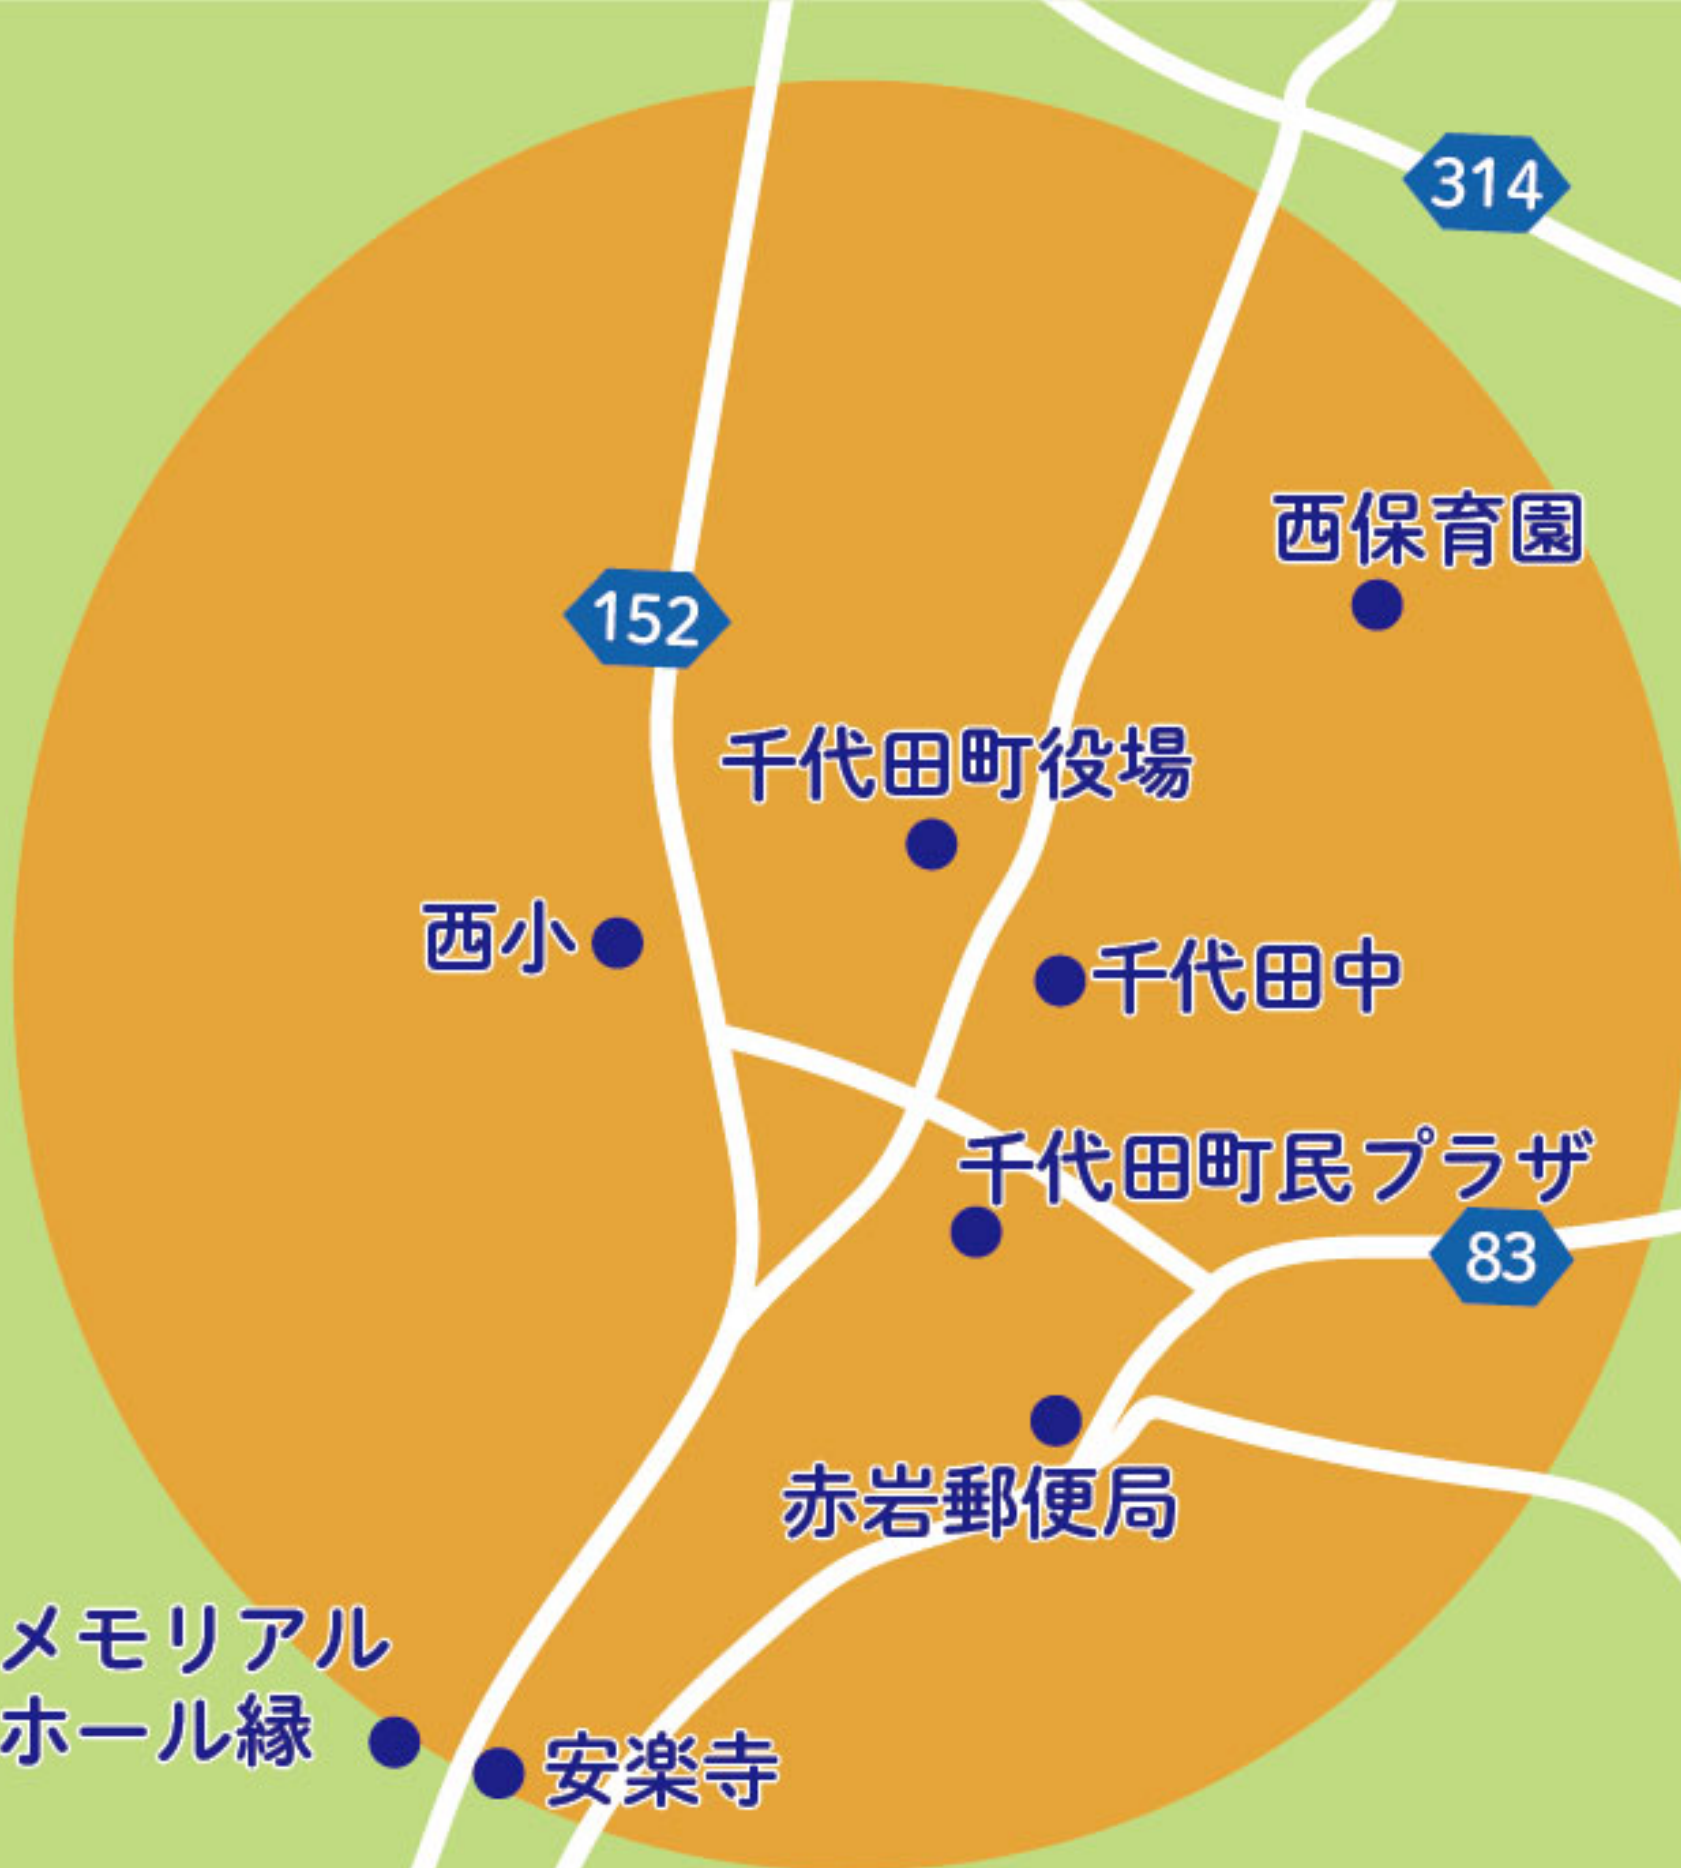 314
西保育園
152
千代田町役場
西小
千代田中
千代田町民プラザ
83
赤岩郵便局
メモリアル
ホール縁
安楽寺